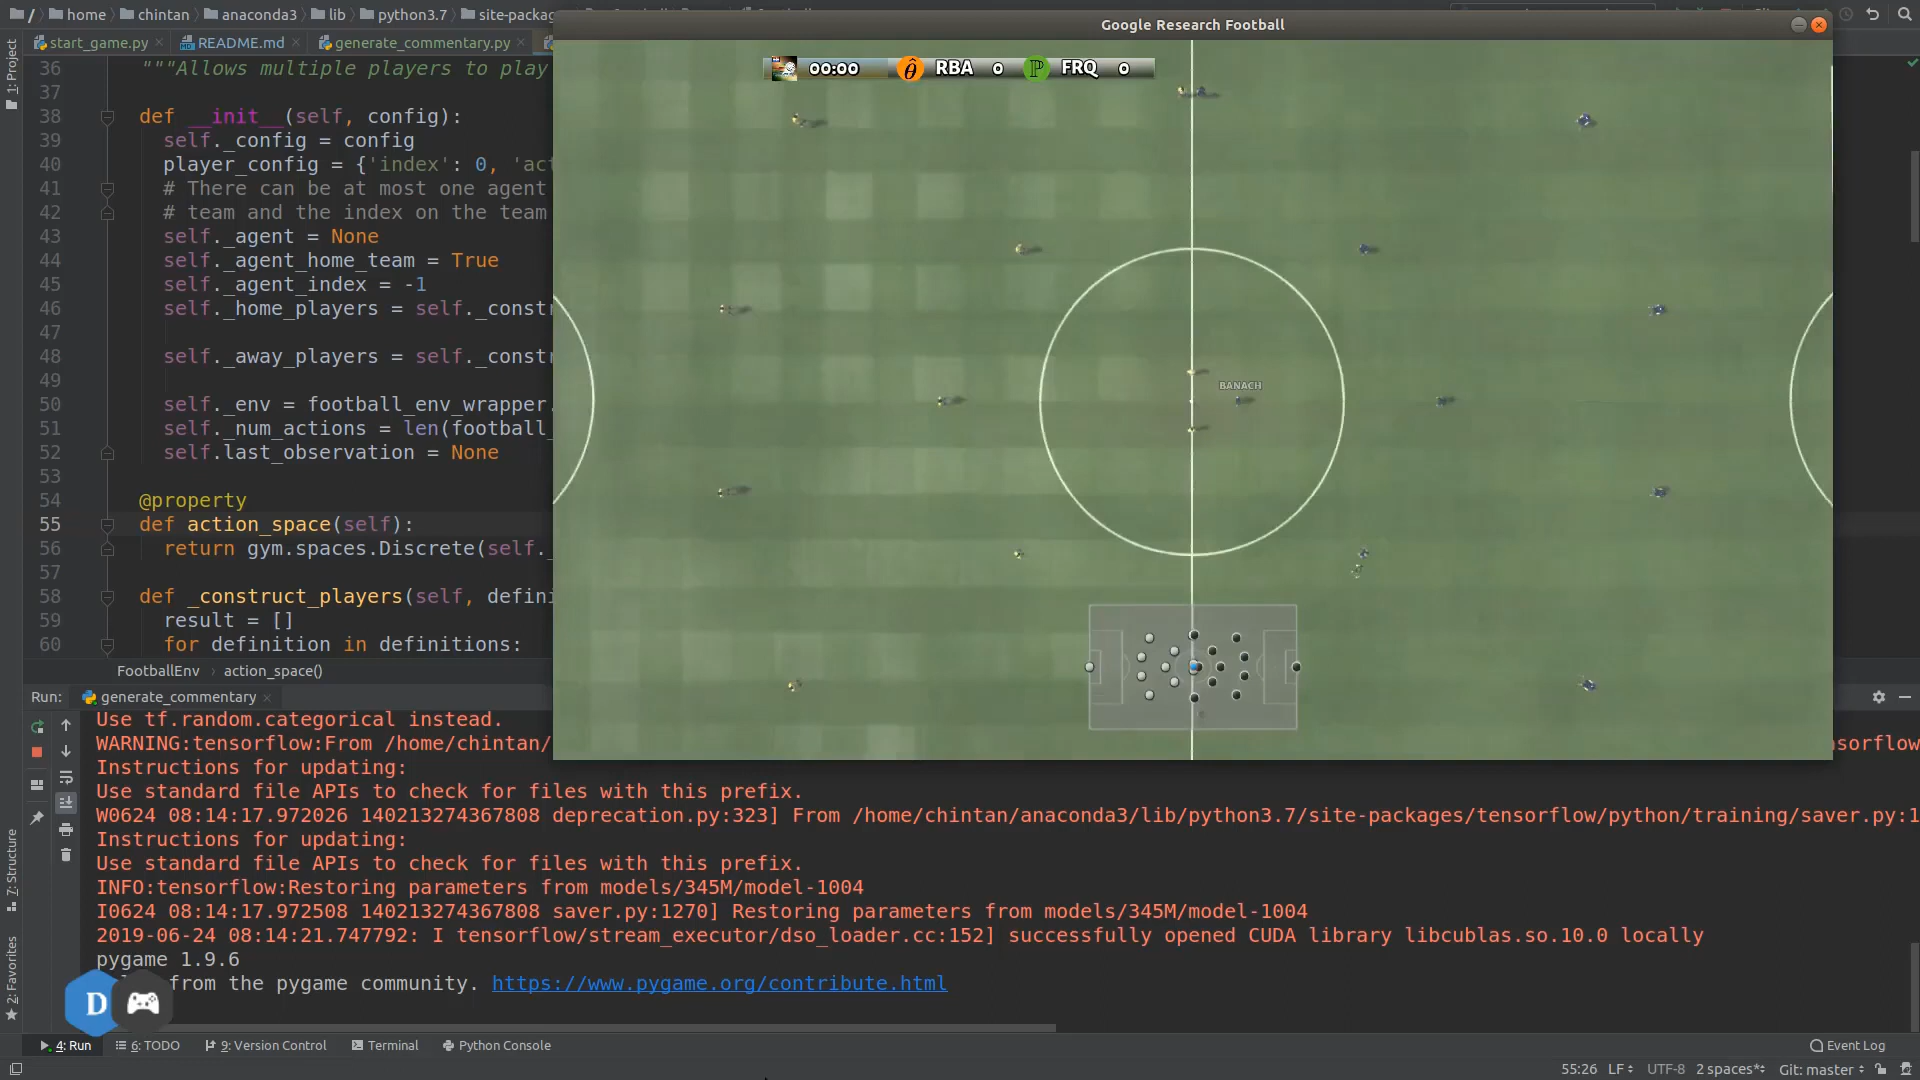 / home chintan anaconda3 lib python3.7
start_game.py README.md generate_commentary.py
Google Research Football
00:00 RBA 0 FRQ 0
BANACH
1: Project
36 """Allows multiple players to play
37
38 def __init__(self, config):
39 self._config = config
40 player_config = {'index': 0,
41 # There can be at most one agent
42 # team and the index on the team
43 self._agent = None
44 self._agent_home_team = True
45 self._agent_index = -1
46 self._home_players = self._constr
47
48 self._away_players = self._constr
49
50 self._env = football_env_wrapper.
51 self._num_actions = len(football_
52 self.last_observation = None
53
54 @property
55 def action_space(self):
56 return gym.spaces.Discrete(self._
57
58 def _construct_players(self,
59 result = []
60 for definition in definitions:
FootballEnv › action_space()
Run: generate_commentary
Use tf.random.categorical instead.
WARNING:tensorflow:From /home/chintan/
Instructions for updating:
Use standard file APIs to check for files with this prefix.
W0624 08:14:17.972026 140213274367808 deprecation.py:323] From /home/chintan/anaconda3/lib/python3.7/site-packages/tensorflow/python/training/saver.py:1
Instructions for updating:
Use standard file APIs to check for files with this prefix.
INFO:tensorflow:Restoring parameters from models/345M/model-1004
I0624 08:14:17.972508 140213274367808 saver.py:1270] Restoring parameters from models/345M/model-1004
2019-06-24 08:14:21.747792: I tensorflow/stream_executor/dso_loader.cc:152] successfully opened CUDA library libcublas.so.10.0 locally
pygame 1.9.6
from the pygame community. https://www.pygame.org/contribute.html
D
7: Structure
2: Favorites
4: Run 6: TODO 9: Version Control Terminal Python Console Event Log
55:26 LF UTF-8 2 spaces* Git: master